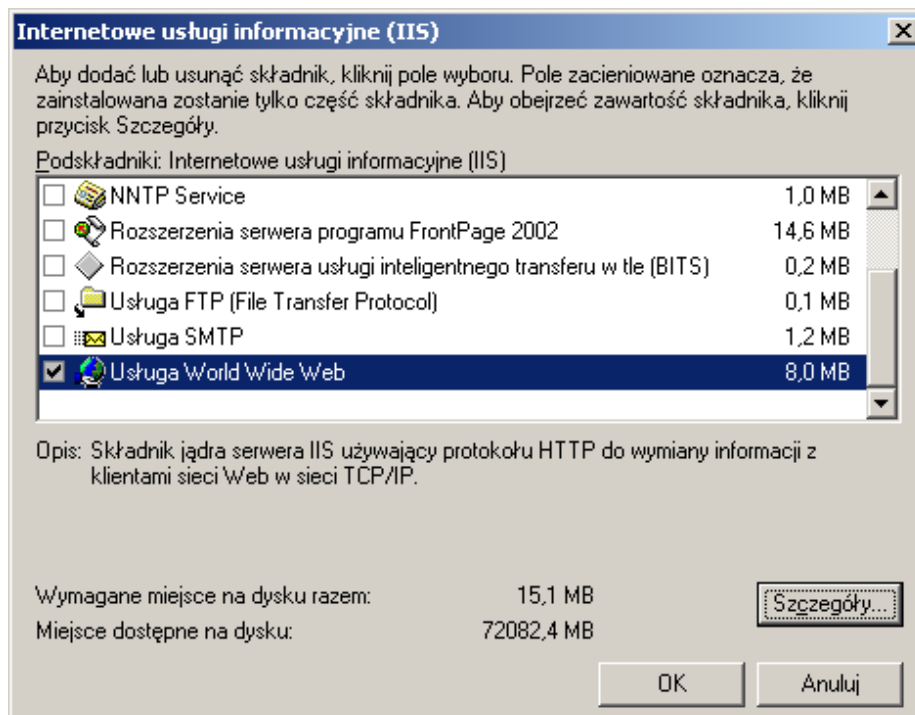 Internetowe usługi informacyjne (IIS)
Aby dodać lub usunąć składnik, kliknij pole wyboru. Pole zacieniowane oznacza, że
zainstalowana zostanie tylko część składnika. Aby obejrzeć zawartość składnika, kliknij
przycisk Szczegóły.
Podskładniki: Internetowe usługi informacyjne (IIS)
NNTP Service 1,0 MB
Rozszerzenia serwera programu FrontPage 2002 14,6 MB
Rozszerzenia serwera usługi inteligentnego transferu w tle (BITS) 0,2 MB
Usługa FTP (File Transfer Protocol) 0,1 MB
Usługa SMTP 1,2 MB
Usługa World Wide Web 8,0 MB
Opis: Składnik jądra serwera IIS używający protokołu HTTP do wymiany informacji z
klientami sieci Web w sieci TCP/IP.
Wymagane miejsce na dysku razem: 15,1 MB
Szczegóły...
Miejsce dostępne na dysku: 72082,4 MB
OK Anuluj